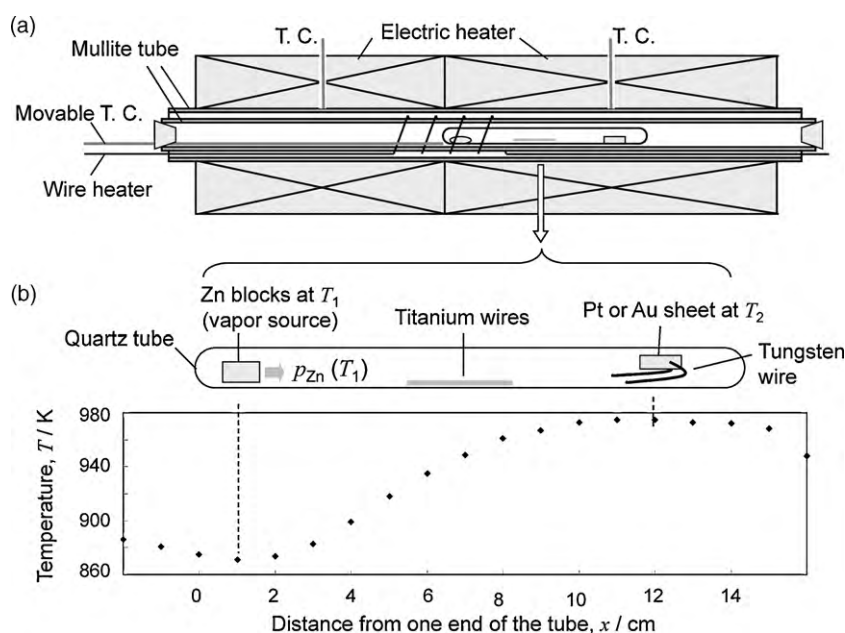 (a)
T. C.
Electric heater
T. C.
Mullite tube
Movable T. C.
Wire heater
(b)
Zn blocks at T₁
(vapor source)
Titanium wires
Pt or Au sheet at T₂
Quartz tube
p_Zn (T₁)
Tungsten
wire
Temperature, T / K
980
940
900
860
0
2
4
6
8
10
12
14
Distance from one end of the tube, x / cm